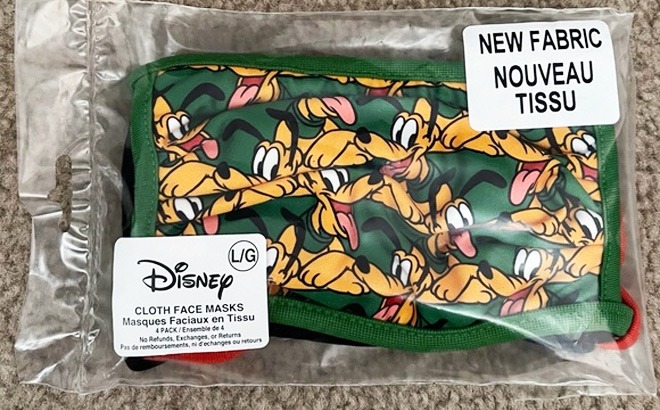 NEW FABRIC
NOUVEAU
TISSU
L/G
Disney
CLOTH FACE MASKS
Masques Faciaux en Tissu
4 PACK / Ensemble de 4
No Refunds, Exchanges, or Returns
Pas de remboursements, ni d'echanges ou retours